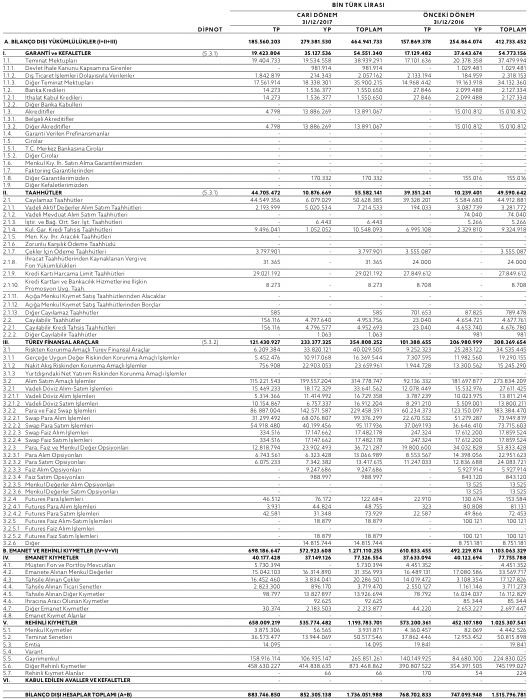 BİN TÜRK LİRASI
CARİ DÖNEM ÖNCEKİ DÖNEM
31/12/2017 31/12/2016
DİPNOT TP YP TOPLAM TP YP TOPLAM
A. BİLANÇO DIŞI YÜKÜMLÜLÜKLER (I+II+III) 185.560.203 279.381.530 464.941.733 157.869.378 254.864.074 412.733.452
I. GARANTİ ve KEFALETLER (5.3.1) 19.423.804 35.127.536 54.551.340 17.129.482 37.643.674 54.773.156
1.1. Teminat Mektupları 19.404.733 19.534.558 38.939.291 17.101.636 20.378.358 37.479.994
1.1.1. Devlet İhale Kanunu Kapsamına Girenler - 981.914 981.914 - 1.029.481 1.029.481
1.1.2. Dış Ticaret İşlemleri Dolayısıyla Verilenler 1.842.819 214.343 2.057.162 2.133.194 184.959 2.318.153
1.1.3. Diğer Teminat Mektupları 17.561.914 18.338.301 35.900.215 14.968.442 19.163.918 34.132.360
1.2. Banka Kredileri 14.273 1.536.377 1.550.650 27.846 2.099.488 2.127.334
1.2.1. İthalat Kabul Kredileri 14.273 1.536.377 1.550.650 27.846 2.099.488 2.127.334
1.2.2. Diğer Banka Kabulleri - - - - - -
1.3. Akreditifler 4.798 13.886.269 13.891.067 - 15.010.812 15.010.812
1.3.1. Belgeli Akreditifler - - - - - -
1.3.2. Diğer Akreditifler 4.798 13.886.269 13.891.067 - 15.010.812 15.010.812
1.4. Garanti Verilen Prefinansmanlar - - - - - -
1.5. Cirolar - - - - - -
1.5.1. T.C. Merkez Bankasına Cirolar - - - - - -
1.5.2. Diğer Cirolar - - - - - -
1.6. Menkul Kıy. İh. Satın Alma Garantilerimizden - - - - - -
1.7. Faktoring Garantilerinden - - - - - -
1.8. Diğer Garantilerimizden - 170.332 170.332 - 155.016 155.016
1.9. Diğer Kefaletlerimizden - - - - - -
II. TAAHHÜTLER (5.3.1) 44.705.472 10.876.669 55.582.141 39.351.241 10.239.401 49.590.642
2.1. Cayılamaz Taahhütler 44.549.356 6.079.029 50.628.385 39.328.201 5.584.680 44.912.881
2.1.1. Vadeli Aktif Değerler Alım Satım Taahhütleri 2.193.999 5.020.534 7.214.533 194.033 3.087.739 3.281.772
2.1.2. Vadeli Mevduat Alım Satım Taahhütleri - - - - 74.040 74.040
2.1.3. İştir. ve Bağ. Ort. Ser. İşt. Taahhütleri - 6.443 6.443 - 5.266 5.266
2.1.4. Kul. Gar. Kredi Tahsis Taahhütleri 9.496.041 1.052.052 10.548.093 6.995.108 2.329.810 9.324.918
2.1.5. Men. Kıy. İhr. Aracılık Taahhütleri - - - - - -
2.1.6. Zorunlu Karşılık Ödeme Taahhüdü - - - - - -
2.1.7. Çekler İçin Ödeme Taahhütleri 3.797.901 - 3.797.901 3.555.087 - 3.555.087
2.1.8. İhracat Taahhütlerinden Kaynaklanan Vergi ve
Fon Yükümlülükleri 31.365 - 31.365 24.000 - 24.000
2.1.9. Kredi Kartı Harcama Limit Taahhütleri 29.021.192 - 29.021.192 27.849.612 - 27.849.612
2.1.10. Kredi Kartları ve Bankacılık Hizmetlerine İlişkin
Promosyon Uyg. Taah. 8.273 - 8.273 8.708 - 8.708
2.1.11. Açığa Menkul Kıymet Satış Taahhütlerinden Alacaklar - - - - - -
2.1.12. Açığa Menkul Kıymet Satış Taahhütlerinden Borçlar - - - - - -
2.1.13. Diğer Cayılamaz Taahhütler 585 - 585 701.653 87.825 789.478
2.2. Cayılabilir Taahhütler 156.116 4.797.640 4.953.756 23.040 4.654.721 4.677.761
2.2.1. Cayılabilir Kredi Tahsis Taahhütleri 156.116 4.796.577 4.952.693 23.040 4.653.740 4.676.780
2.2.2. Diğer Cayılabilir Taahhütler - 1.063 1.063 - 981 981
III. TÜREV FİNANSAL ARAÇLAR (5.3.2) 121.430.927 233.377.325 354.808.252 101.388.655 206.980.999 308.369.654
3.1. Riskten Korunma Amaçlı Türev Finansal Araçlar 6.209.384 33.820.121 40.029.505 9.252.323 25.283.122 34.535.445
3.1.1. Gerçeğe Uygun Değer Riskinden Korunma Amaçlı İşlemler 5.452.476 10.917.068 16.369.544 7.307.595 11.982.560 19.290.155
3.1.2. Nakit Akış Riskinden Korunma Amaçlı İşlemler 756.908 22.903.053 23.659.961 1.944.728 13.300.562 15.245.290
3.1.3. Yurtdışındaki Net Yatırım Riskinden Korunma Amaçlı İşlemler - - - - - -
3.2. Alım Satım Amaçlı İşlemler 115.221.543 199.557.204 314.778.747 92.136.332 181.697.877 273.834.209
3.2.1 Vadeli Döviz Alım-Satım İşlemleri 15.469.233 18.172.329 33.641.562 12.078.449 15.532.976 27.611.425
3.2.1.1 Vadeli Döviz Alım İşlemleri 5.314.366 11.414.992 16.729.358 3.787.239 10.023.975 13.811.214
3.2.1.2 Vadeli Döviz Satım İşlemleri 10.154.867 6.757.337 16.912.204 8.291.210 5.509.001 13.800.211
3.2.2 Para ve Faiz Swap İşlemleri 86.887.004 142.571.587 229.458.591 60.234.373 123.150.097 183.384.470
3.2.2.1 Swap Para Alım İşlemleri 31.299.492 68.076.807 99.376.299 22.670.532 51.279.287 73.949.819
3.2.2.2 Swap Para Satım İşlemleri 54.918.480 40.199.456 95.117.936 37.069.193 36.646.410 73.715.603
3.2.2.3 Swap Faiz Alım İşlemleri 334.516 17.147.662 17.482.178 247.324 17.612.200 17.859.524
3.2.2.4 Swap Faiz Satım İşlemleri 334.516 17.147.662 17.482.178 247.324 17.612.200 17.859.524
3.2.3 Para, Faiz ve Menkul Değer Opsiyonları 12.818.794 23.902.493 36.721.287 19.800.600 34.032.828 53.833.428
3.2.3.1 Para Alım Opsiyonları 6.743.561 6.323.428 13.066.989 8.553.567 14.398.056 22.951.623
3.2.3.2 Para Satım Opsiyonları 6.075.233 7.342.382 13.417.615 11.247.033 12.836.688 24.083.721
3.2.3.3 Faiz Alım Opsiyonları - 9.247.686 9.247.686 - 5.927.914 5.927.914
3.2.3.4 Faiz Satım Opsiyonları - 988.997 988.997 - 843.120 843.120
3.2.3.5 Menkul Değerler Alım Opsiyonları - - - - 13.525 13.525
3.2.3.6 Menkul Değerler Satım Opsiyonları - - - - 13.525 13.525
3.2.4 Futures Para İşlemleri 46.512 76.172 122.684 22.910 130.674 153.584
3.2.4.1 Futures Para Alım İşlemleri 3.931 44.824 48.755 323 80.808 81.131
3.2.4.2 Futures Para Satım İşlemleri 42.581 31.348 73.929 22.587 49.866 72.453
3.2.5 Futures Faiz Alım-Satım İşlemleri - 18.879 18.879 - 100.121 100.121
3.2.5.1 Futures Faiz Alım İşlemleri - - - - - -
3.2.5.2 Futures Faiz Satım İşlemleri - 18.879 18.879 - 100.121 100.121
3.2.6 Diğer - 14.815.744 14.815.744 - 8.751.181 8.751.181
B. EMANET VE REHİNLİ KIYMETLER (IV+V+VI) 698.186.647 572.923.608 1.271.110.255 610.833.455 492.229.874 1.103.063.329
IV. EMANET KIYMETLER 40.177.428 37.149.126 77.326.554 37.633.094 40.122.694 77.755.788
4.1. Müşteri Fon ve Portföy Mevcutları 5.730.394 - 5.730.394 4.451.352 - 4.451.352
4.2. Emanete Alınan Menkul Değerler 15.042.103 16.314.890 31.356.993 16.489.131 17.080.586 33.569.717
4.3. Tahsile Alınan Çekler 16.452.460 3.834.041 20.286.501 14.019.472 3.108.354 17.127.826
4.4. Tahsile Alınan Ticari Senetler 2.823.300 896.170 3.719.470 2.550.127 1.161.146 3.711.273
4.5. Tahsile Alınan Diğer Kıymetler 98.797 13.827.897 13.926.694 78.792 16.034.037 16.112.829
4.6. İhracına Aracı Olunan Kıymetler - 92.625 92.625 - 85.344 85.344
4.7. Diğer Emanet Kıymetler 30.374 2.183.503 2.213.877 44.220 2.653.227 2.697.447
4.8. Emanet Kıymet Alanlar - - - - - -
V. REHİNLİ KIYMETLER 658.009.219 535.774.482 1.193.783.701 573.200.361 452.107.180 1.025.307.541
5.1. Menkul Kıymetler 3.875.306 56.565 3.931.871 4.360.457 82.069 4.442.526
5.2. Teminat Senetleri 36.573.477 13.944.069 50.517.546 37.862.446 12.953.452 50.815.898
5.3. Emtia 14.095 - 14.095 19.841 - 19.841
5.4. Varant - - - - - -
5.5. Gayrimenkul 158.916.114 106.935.147 265.851.261 140.149.925 84.680.100 224.830.025
5.6. Diğer Rehinli Kıymetler 458.630.227 414.838.635 873.468.862 390.807.522 354.391.505 745.199.027
5.7. Rehinli Kıymet Alanlar - 66 66 170 54 224
VI. KABUL EDİLEN AVALLER VE KEFALETLER - - - - - -
BİLANÇO DIŞI HESAPLAR TOPLAMI (A+B) 883.746.850 852.305.138 1.736.051.988 768.702.833 747.093.948 1.515.796.781